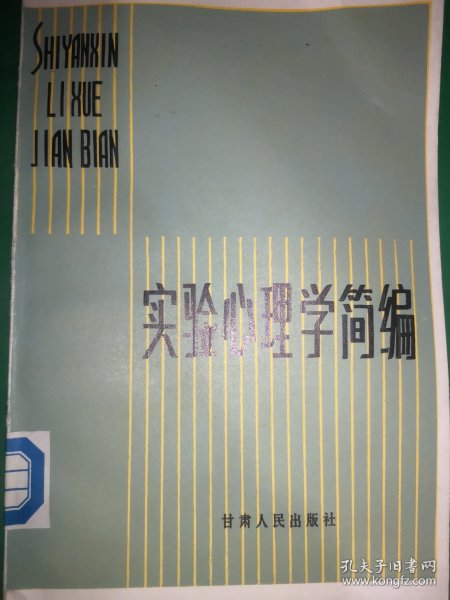 SHIYANXIN
LI XUE
JIAN BIAN
实验心理学简编
甘肃人民出版社
孔夫子旧书网
www.kongfz.com